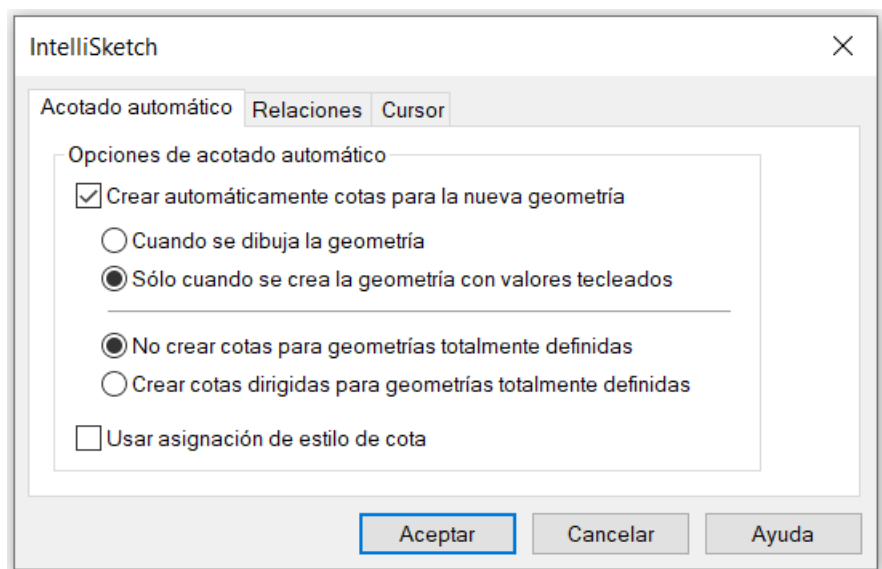 IntelliSketch
Acotado automático Relaciones Cursor
Opciones de acotado automático
Crear automáticamente cotas para la nueva geometría
Cuando se dibuja la geometría
Sólo cuando se crea la geometría con valores tecleados
No crear cotas para geometrías totalmente definidas
Crear cotas dirigidas para geometrías totalmente definidas
Usar asignación de estilo de cota
Aceptar Cancelar Ayuda